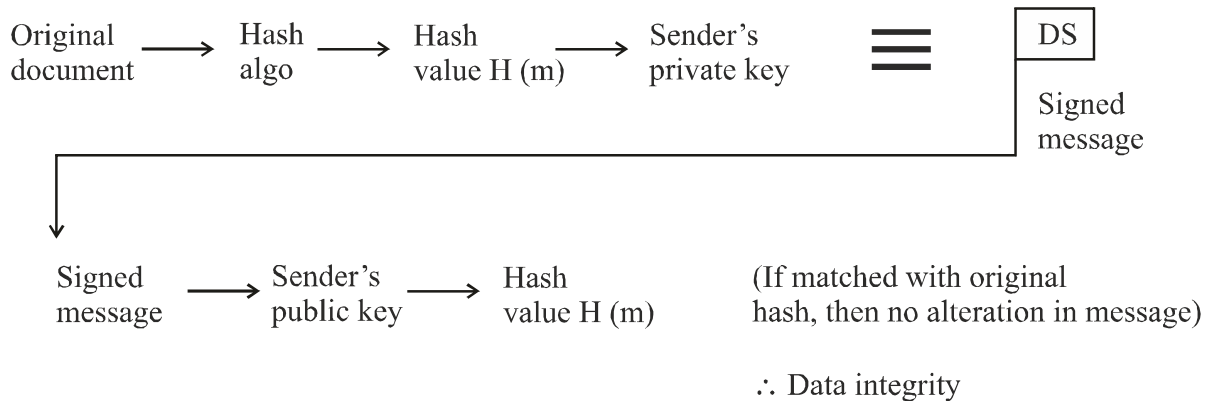 Original
document
Hash
algo
Hash
value H (m)
Sender’s
private key
DS
Signed
message
Signed
message
Sender’s
public key
Hash
value H (m)
(If matched with original
hash, then no alteration in message)
∴ Data integrity